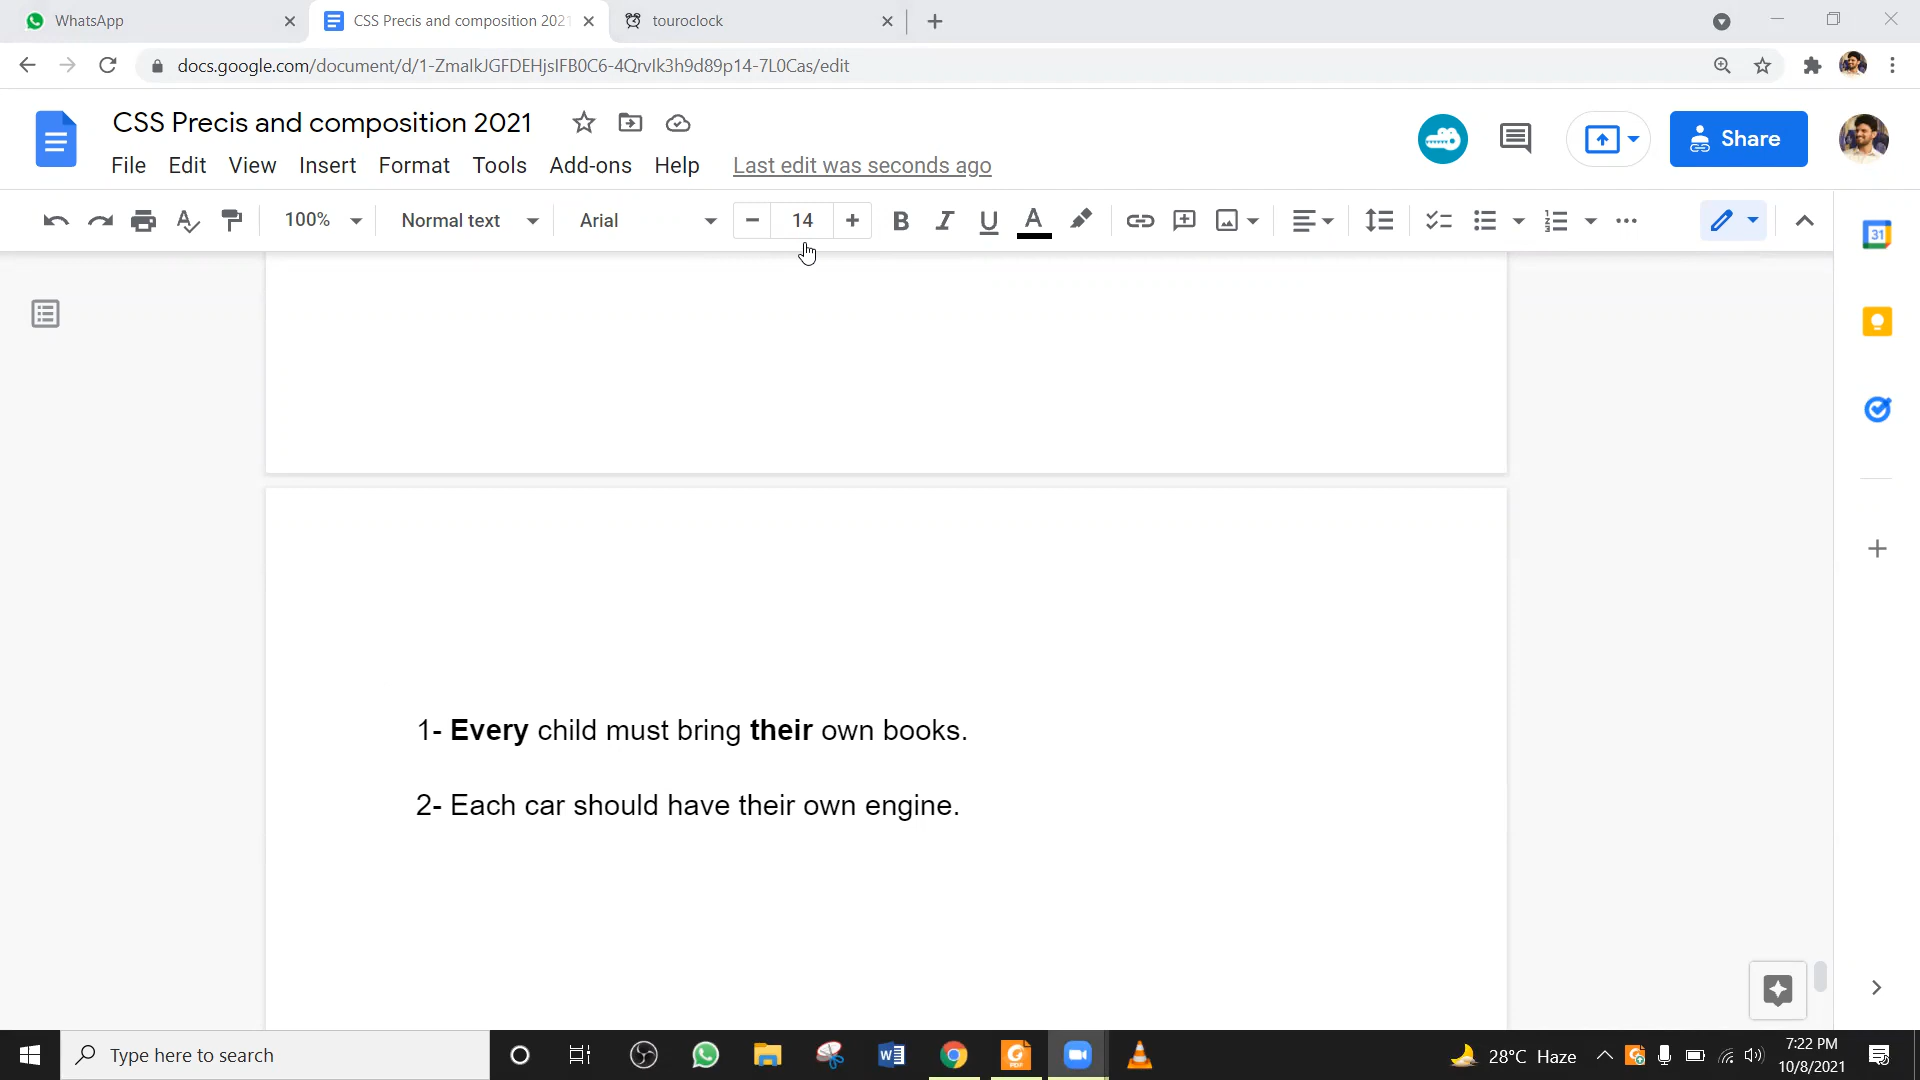 WhatsApp
CSS Precis and composition 2021
touroclock
docs.google.com/document/d/1-ZmalkJGFDEHjsIFB0C6-4Qrvlk3h9d89p14-7L0Cas/edit
CSS Precis and composition 2021
File Edit View Insert Format Tools Add-ons Help Last edit was seconds ago
Share
100% Normal text Arial 14 B I U A
31
1- Every child must bring their own books.
2- Each car should have their own engine.
Type here to search
28°C Haze
7:22 PM
10/8/2021